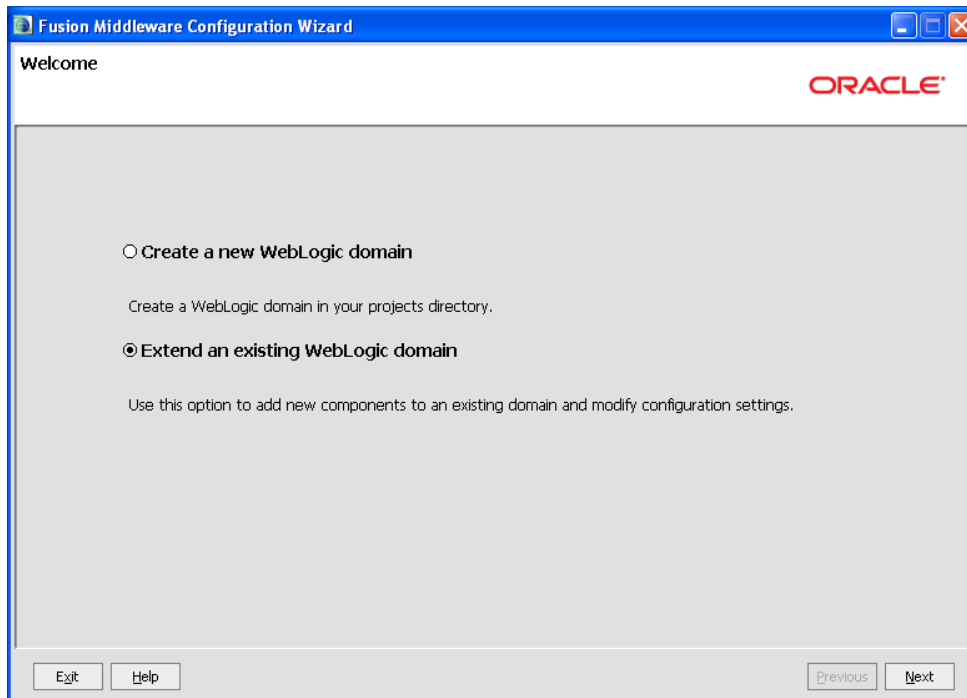 Fusion Middleware Configuration Wizard
Welcome
ORACLE
Create a new WebLogic domain
Create a WebLogic domain in your projects directory.
Extend an existing WebLogic domain
Use this option to add new components to an existing domain and modify configuration settings.
Exit Help Previous Next